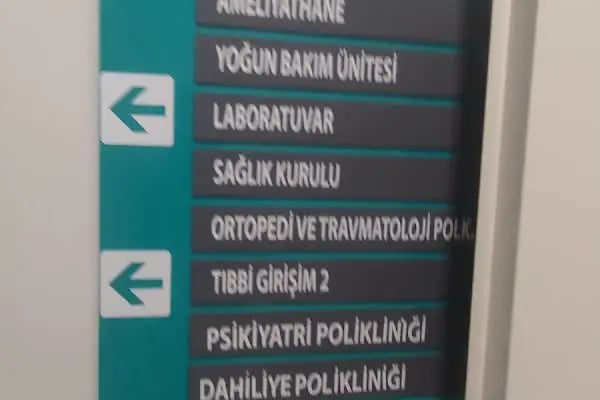 AMELİYATHANE
YOĞUN BAKIM ÜNİTESİ
LABORATUVAR
SAĞLIK KURULU
ORTOPEDİ VE TRAVMATOLOJİ POLK.
TIBBİ GİRİŞİM 2
PSİKİYATRİ POLİKLİNİĞİ
DAHİLİYE POLİKLİNİĞİ